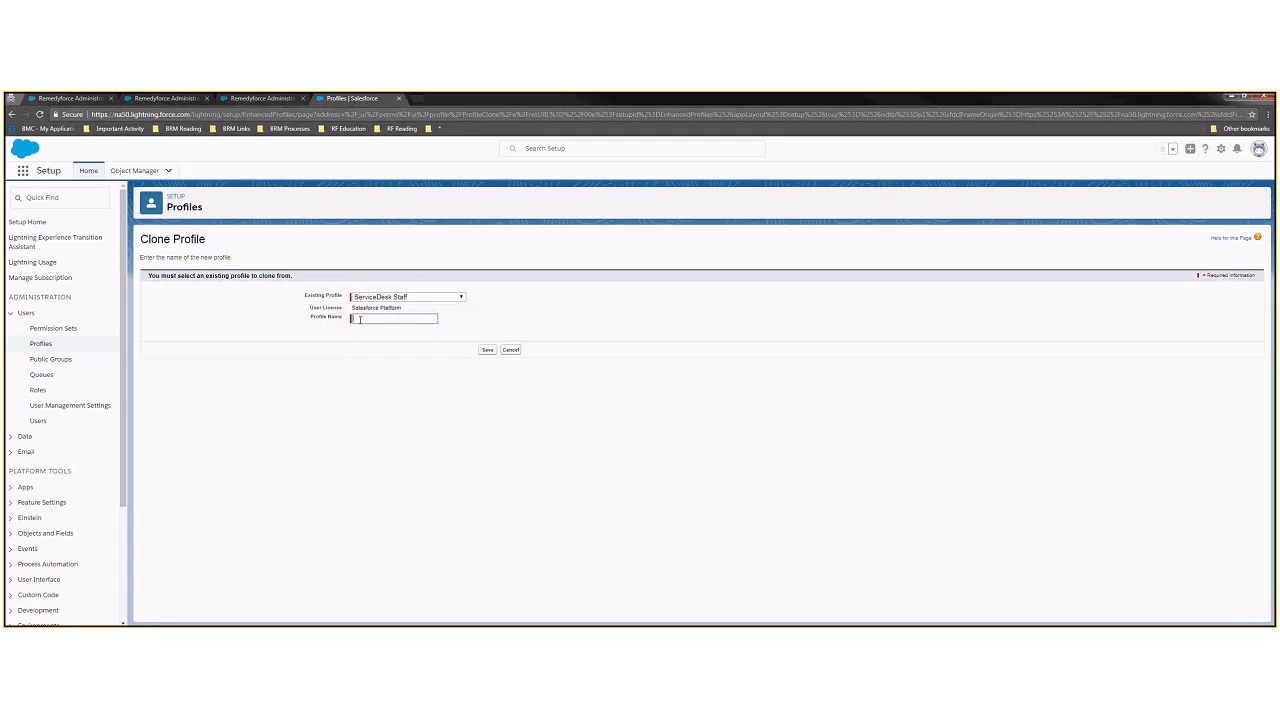 Remedyforce Administra
Remedyforce Administra
Remedyforce Administra
Profiles | Salesforce
Secure
BMC - My Applicat
Important Activity
BRM Reading
BRM Links
BRM Processes
RF Education
RF Reading
Other bookmarks
Search Setup
Setup
Home
Object Manager
Quick Find
Setup Home
Lightning Experience Transition
Assistant
Lightning Usage
Manage Subscription
ADMINISTRATION
Users
Permission Sets
Profiles
Public Groups
Queues
Roles
User Management Settings
Users
Data
Email
PLATFORM TOOLS
Apps
Feature Settings
Einstein
Objects and Fields
Events
Process Automation
User Interface
Custom Code
Development
SETUP
Profiles
Clone Profile
Help for this Page
Enter the name of the new profile.
You must select an existing profile to clone from.
= Required Information
Existing Profile
ServiceDesk Staff
User License
Salesforce Platform
Profile Name
Save
Cancel